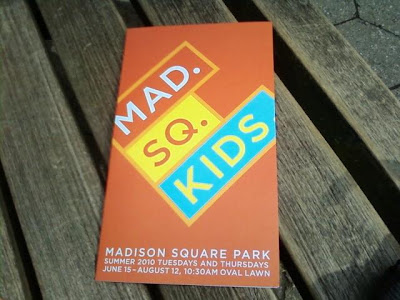 MAD.
SQ.
KIDS
MADISON SQUARE PARK
SUMMER 2010 TUESDAYS AND THURSDAYS
JUNE 15 – AUGUST 12, 10:30AM OVAL LAWN